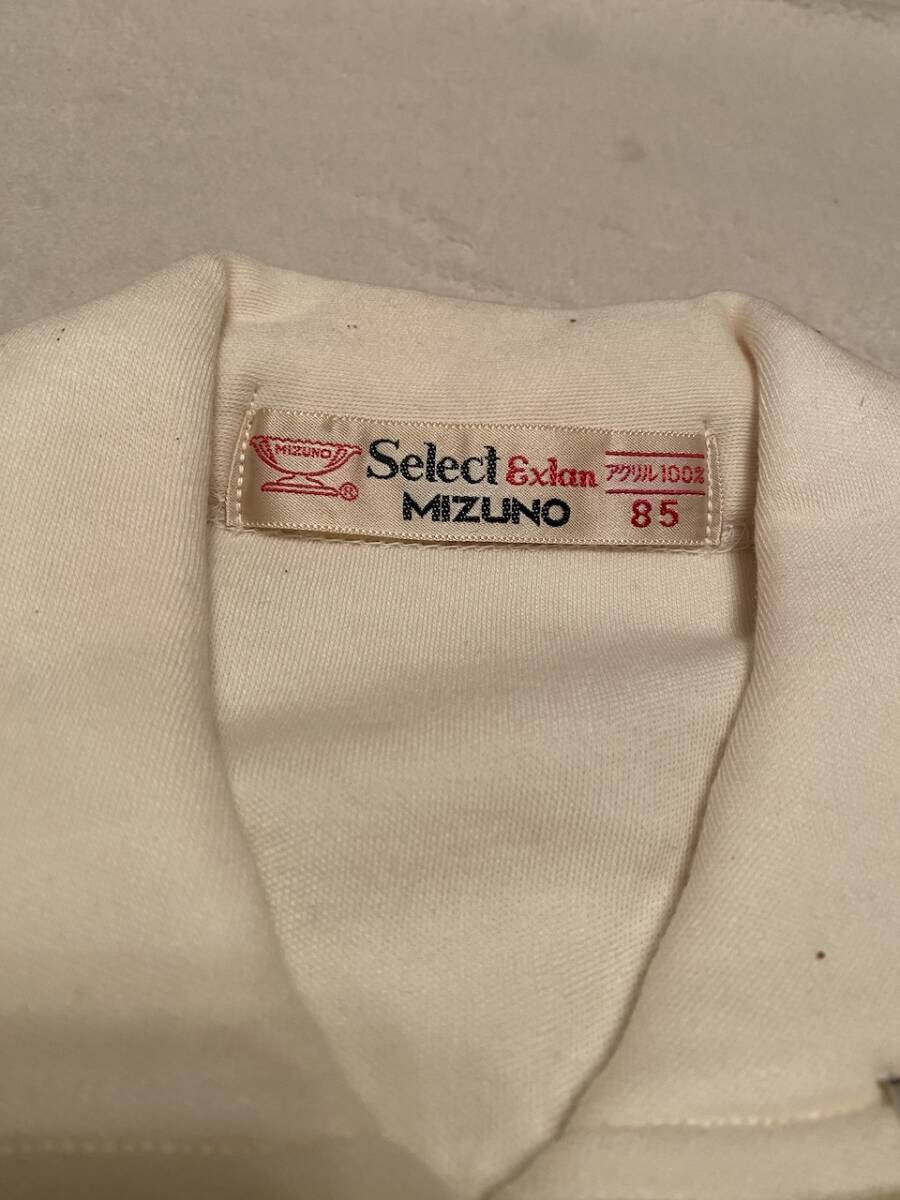 MIZUNO
®
Select Exlan
MIZUNO
アクリル100%
85